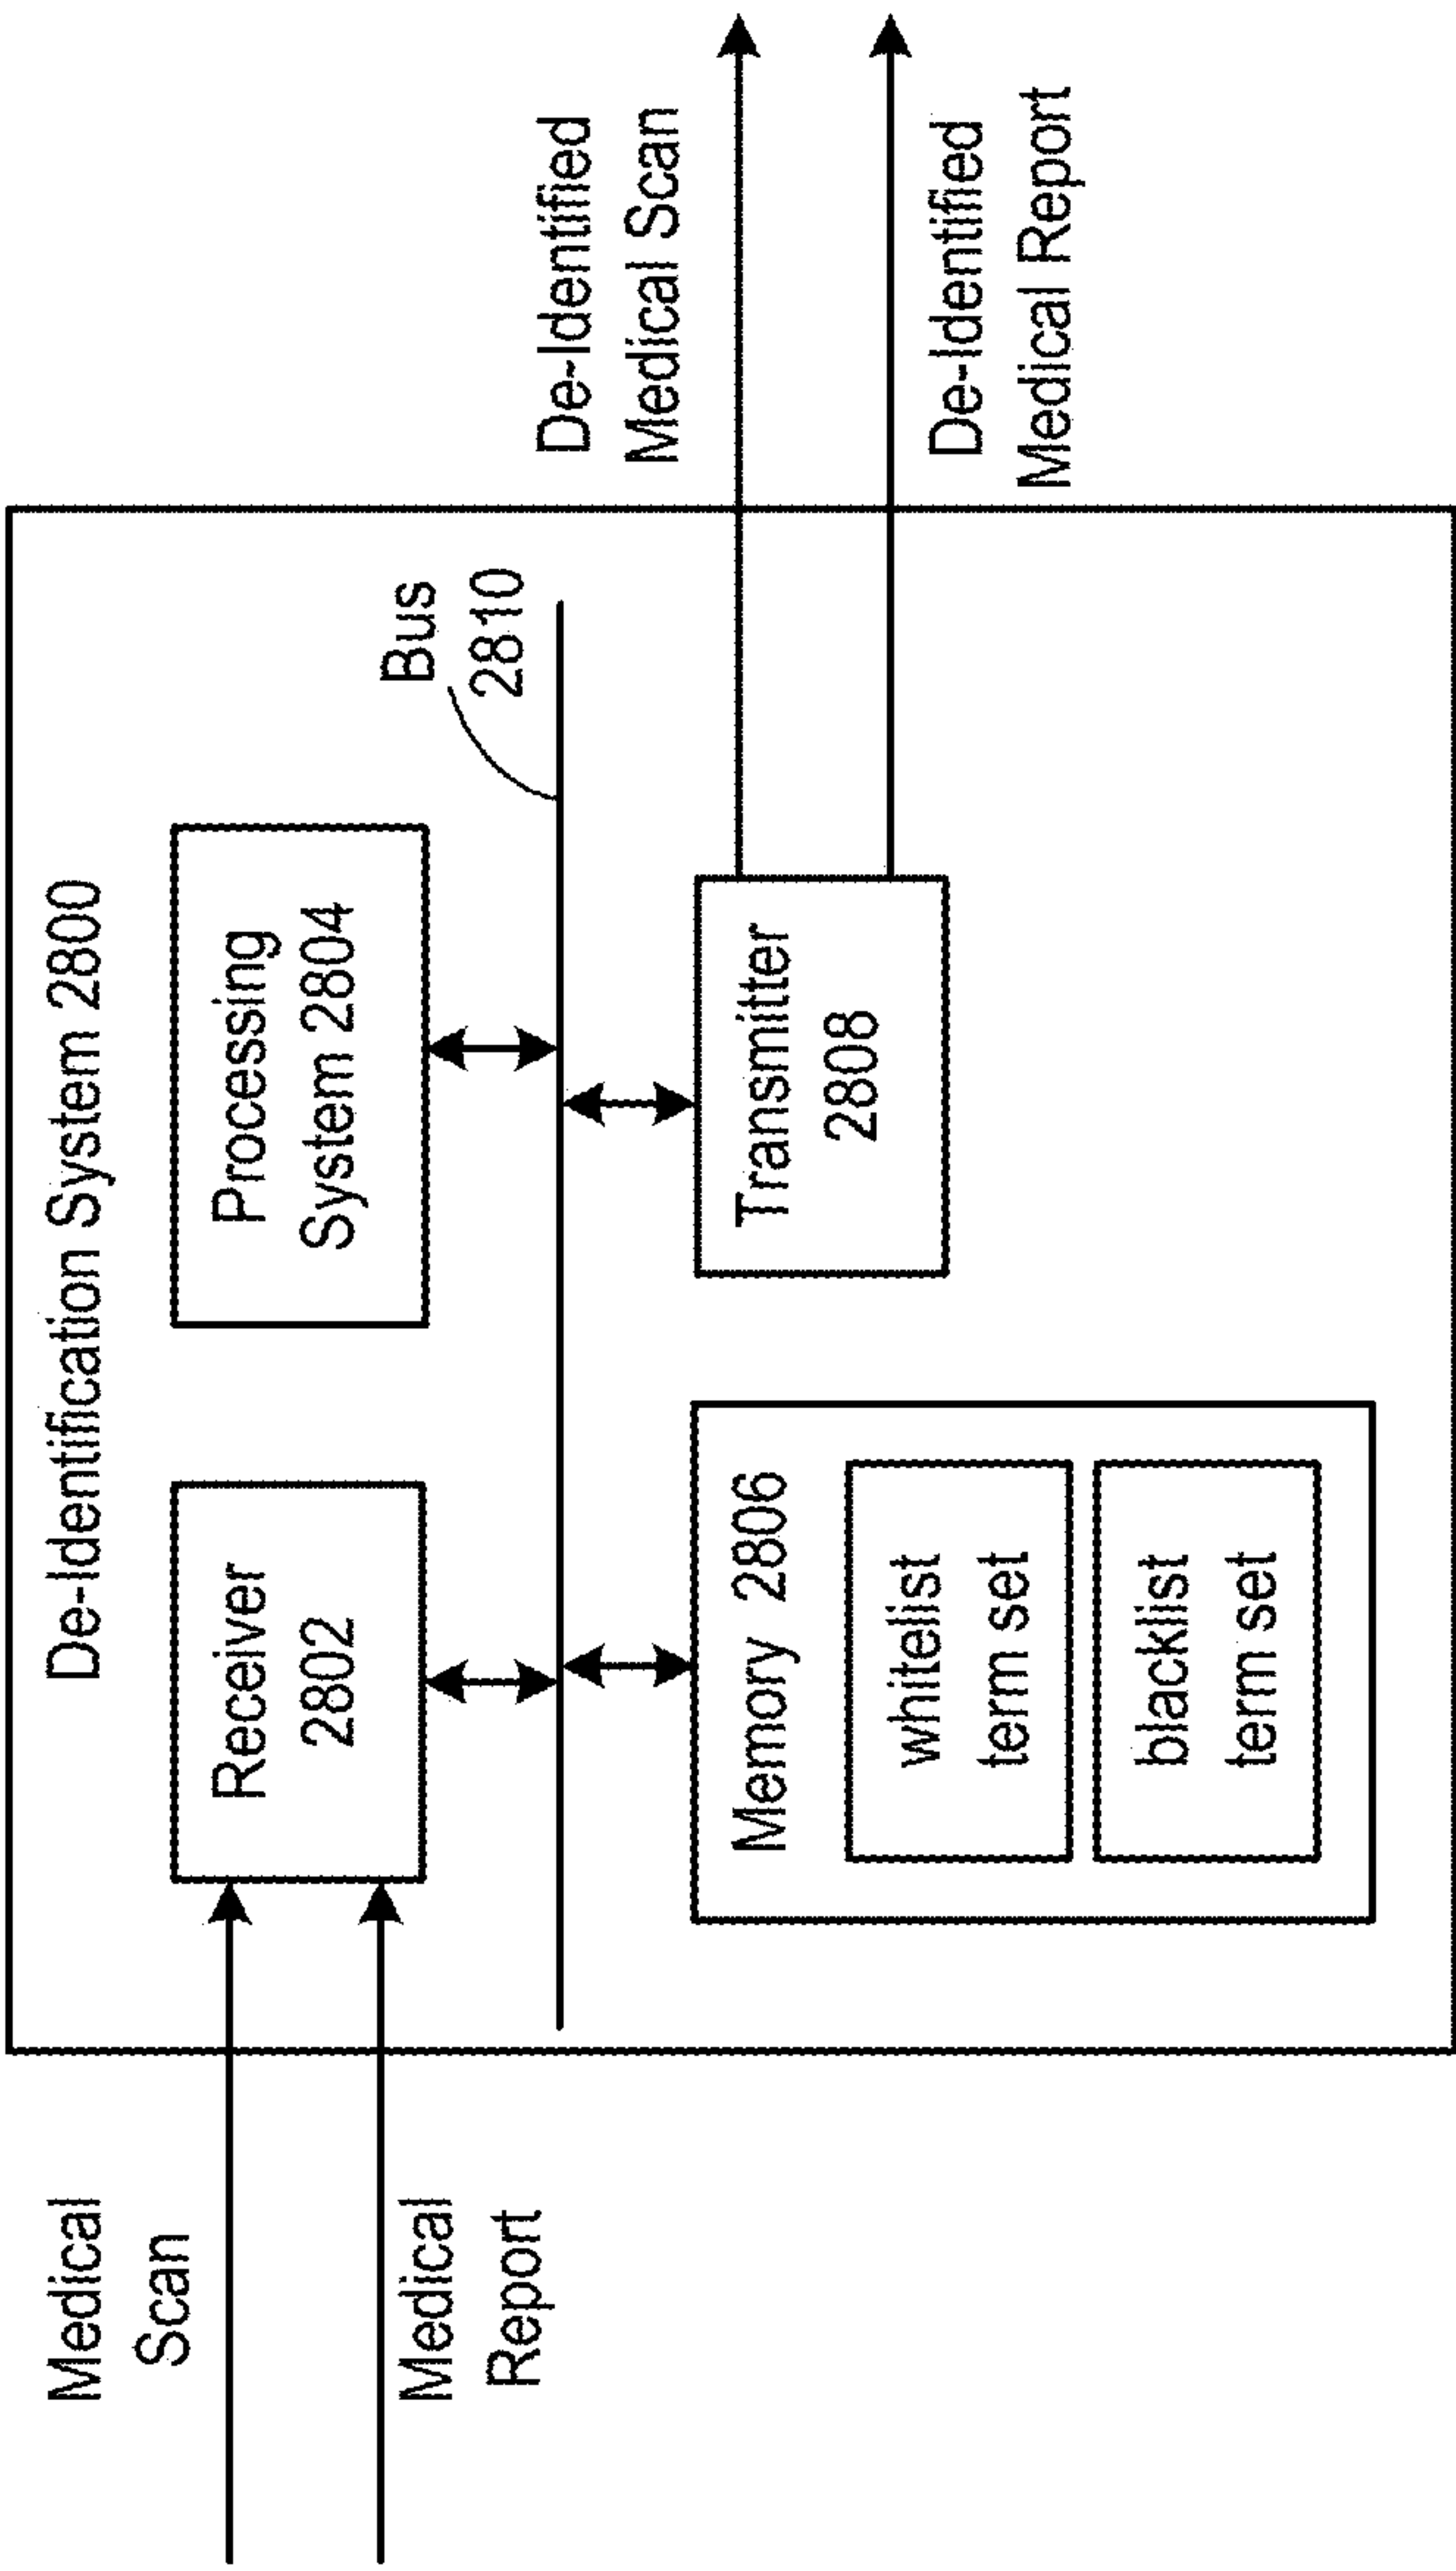 De-Identification System 2800
Medical
Scan
Medical
Report
Receiver
2802
Processing
System 2804
Bus
2810
Memory 2806
whitelist
term set
blacklist
term set
Transmitter
2808
De-Identified
Medical Scan
De-Identified
Medical Report